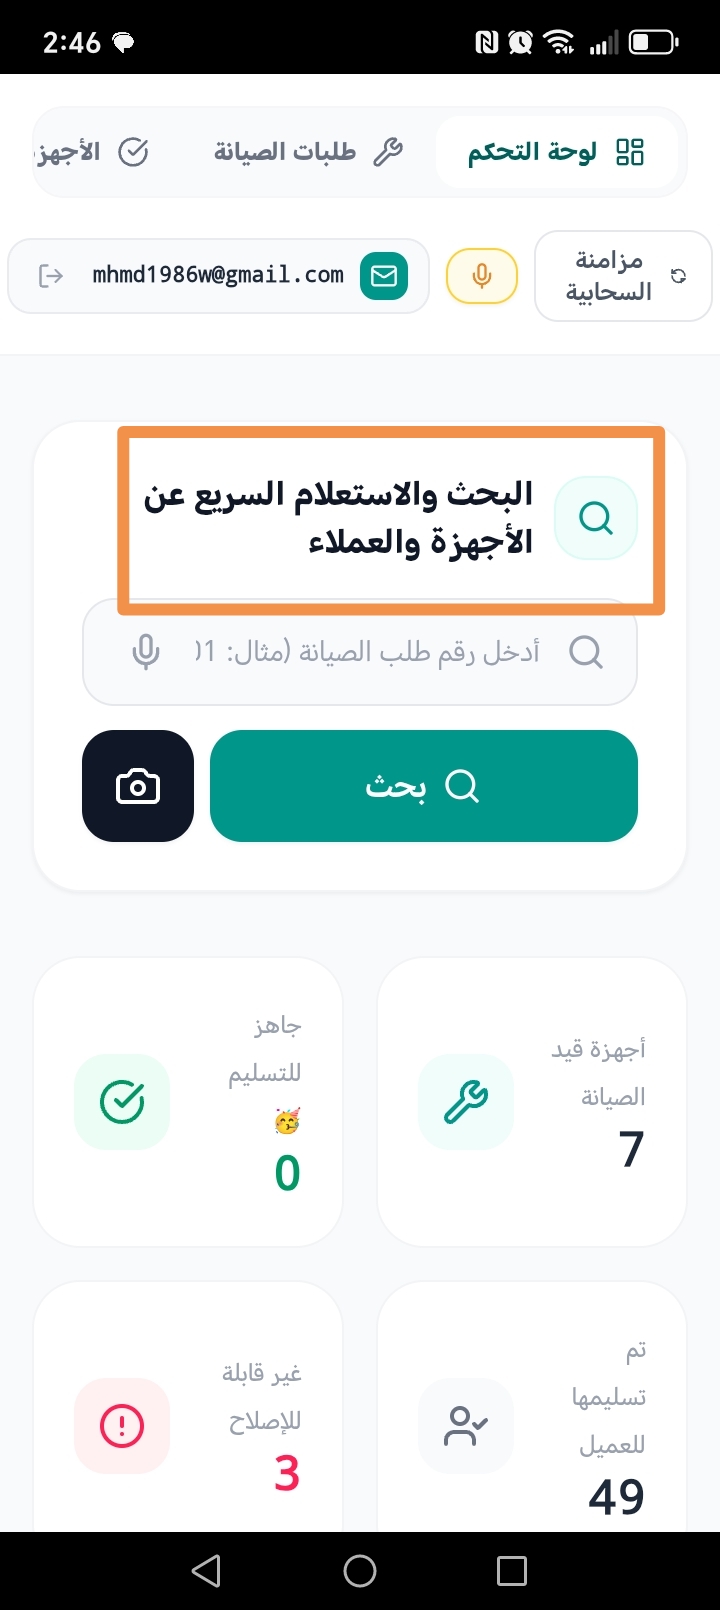 2:46
لوحة التحكم
طلبات الصيانة
الأجهز
مزامنة
السحابية
mhmd1986w@gmail.com
البحث والاستعلام السريع عن
الأجهزة والعملاء
أدخل رقم طلب الصيانة (مثال: 01
بحث
أجهزة قيد
الصيانة
7
جاهز
للتسليم
🥳
0
تم
تسليمها
للعميل
49
غير قابلة
للإصلاح
3